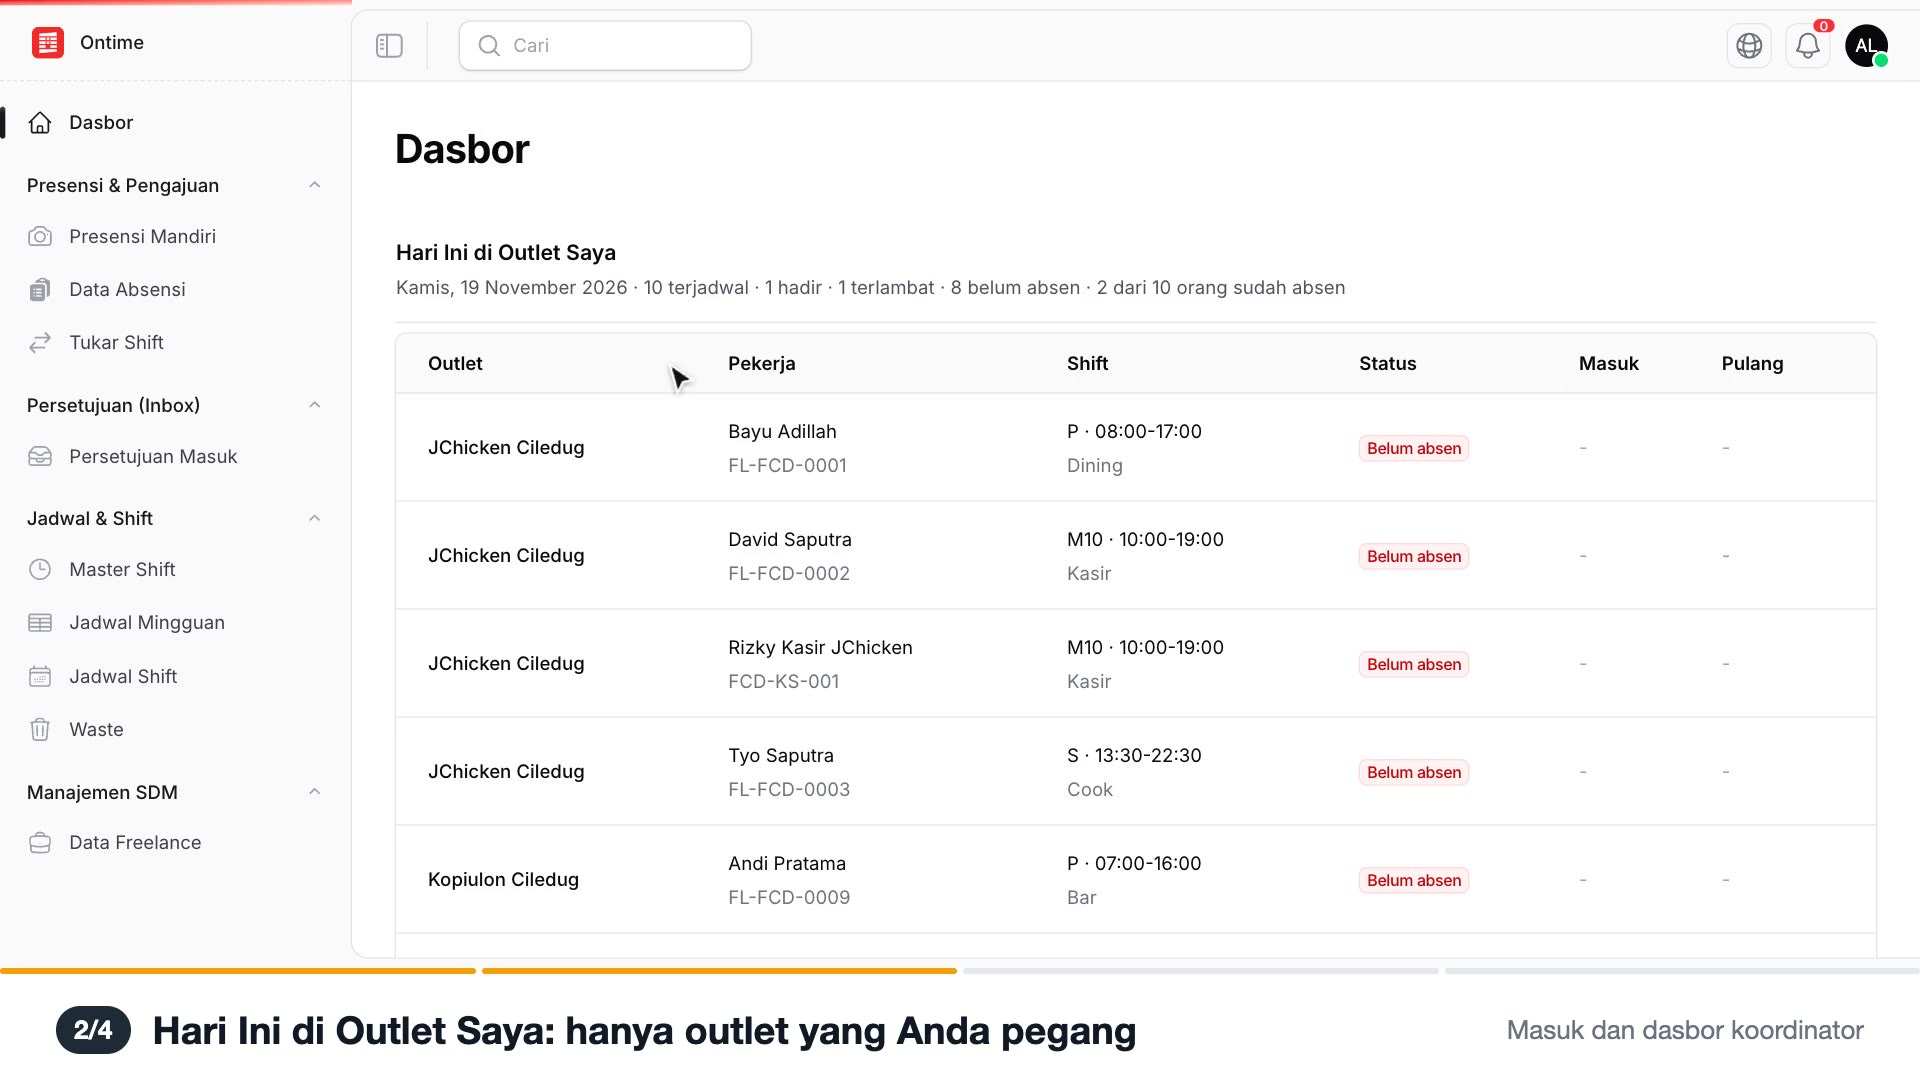 Ontime
Cari
0
AL
Dasbor
Presensi & Pengajuan
Presensi Mandiri
Data Absensi
Tukar Shift
Persetujuan (Inbox)
Persetujuan Masuk
Jadwal & Shift
Master Shift
Jadwal Mingguan
Jadwal Shift
Waste
Manajemen SDM
Data Freelance
Dasbor
Hari Ini di Outlet Saya
Kamis, 19 November 2026 · 10 terjadwal · 1 hadir · 1 terlambat · 8 belum absen · 2 dari 10 orang sudah absen
Outlet Pekerja Shift Status Masuk Pulang
JChicken Ciledug Bayu Adillah P · 08:00-17:00 Belum absen - -
FL-FCD-0001 Dining
JChicken Ciledug David Saputra M10 · 10:00-19:00 Belum absen - -
FL-FCD-0002 Kasir
JChicken Ciledug Rizky Kasir JChicken M10 · 10:00-19:00 Belum absen - -
FCD-KS-001 Kasir
JChicken Ciledug Tyo Saputra S · 13:30-22:30 Belum absen - -
FL-FCD-0003 Cook
Kopiulon Ciledug Andi Pratama P · 07:00-16:00 Belum absen - -
FL-FCD-0009 Bar
2/4 Hari Ini di Outlet Saya: hanya outlet yang Anda pegang
Masuk dan dasbor koordinator